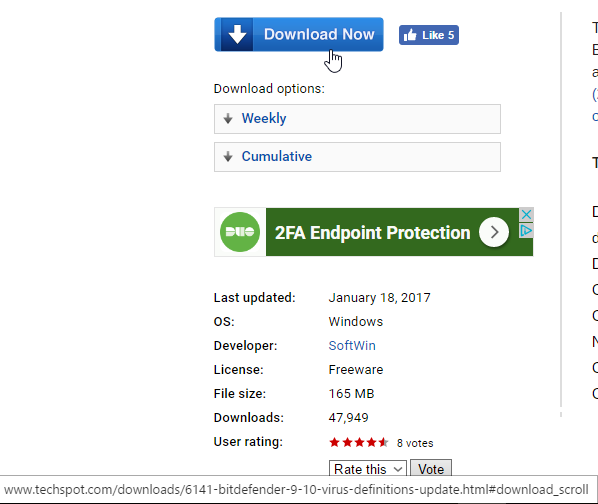 Download Now
Like 5
Download options:
Weekly
Cumulative
DUO 2FA Endpoint Protection
Last updated: January 18, 2017
OS: Windows
Developer: SoftWin
License: Freeware
File size: 165 MB
Downloads: 47,949
User rating: 8 votes
Rate this Vote
www.techspot.com/downloads/6141-bitdefender-9-10-virus-definitions-update.html#download_scroll